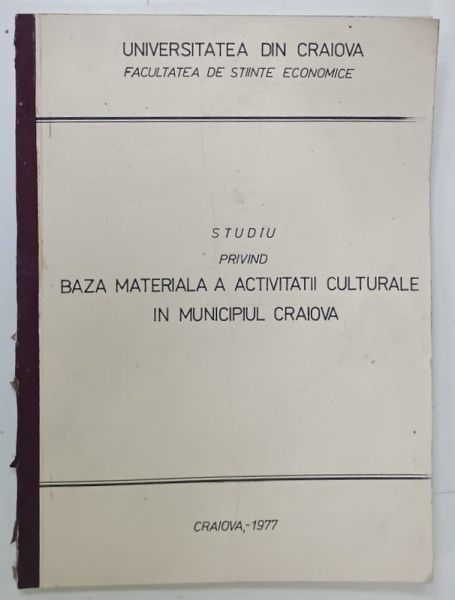 UNIVERSITATEA DIN CRAIOVA
FACULTATEA DE STIINTE ECONOMICE
STUDIU
PRIVIND
BAZA MATERIALA A ACTIVITATII CULTURALE
IN MUNICIPIUL CRAIOVA
CRAIOVA,-1977